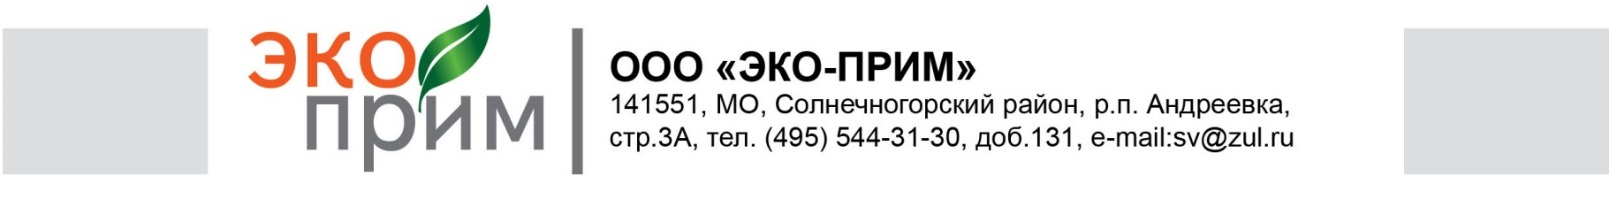 ЭКО
прим
ООО «ЭКО-ПРИМ»
141551, МО, Солнечногорский район, р.п. Андреевка,
стр.3А, тел. (495) 544-31-30, доб.131, e-mail:sv@zul.ru